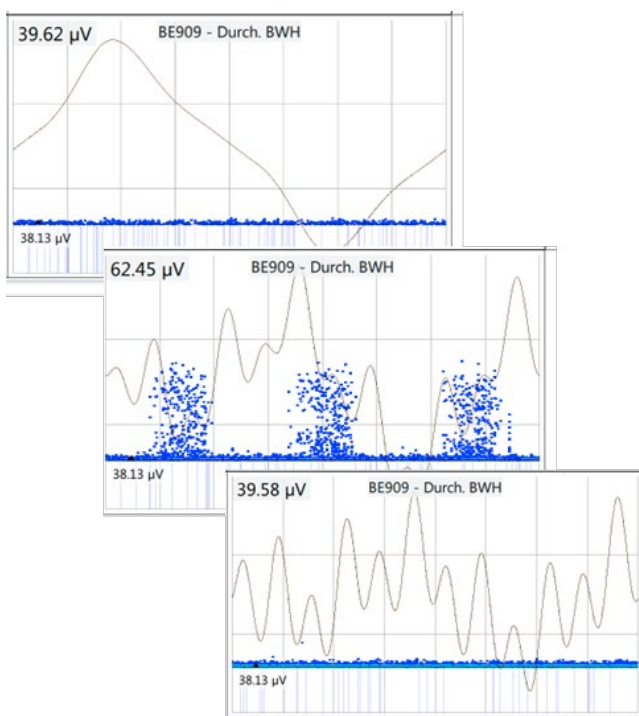 39.62 μV
BE909 - Durch. BWH
38.13 μV
62.45 μV
BE909 - Durch. BWH
38.13 μV
39.58 μV
BE909 - Durch. BWH
38.13 μV